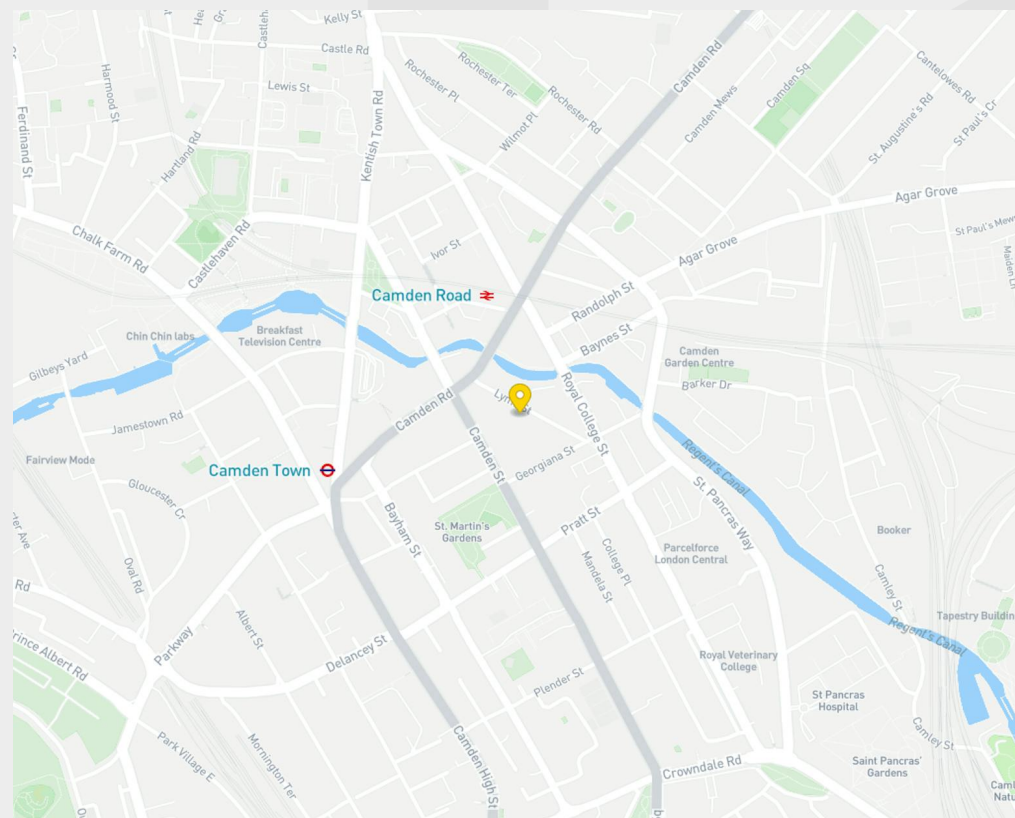 Kelly St
Castle Rd
Lewis St
Harmood St
Ferdinand St
Hartland Rd
Kentish Town Rd
Rochester Pl
Rochester Ter
Rochester Rd
Wilmot Pl
Camden Rd
Camden Mews
Camden Sq
Cantelowes Rd
St. Augustine's Rd
St Paul's Cr
Agar Grove
St Paul's Mews
Chalk Farm Rd
Castlehaven Rd
Ivor St
Agar Grove
Camden Road
Randolph St
Baynes St
Chin Chin labs
Breakfast
Television Centre
Camden
Garden Centre
Barker Dr
Gilbeys Yard
Jamestown Rd
Camden Rd
Royal College St
Fairview Mode
Camden Town
Camden St
Georgiana St
Regent's Canal
Gloucester Cr
Bayham St
St. Martin's
Gardens
Pratt St
St. Pancras Way
Booker
Parcelforce
London Central
College Pl
Mandela St
Oval Rd
Camley St
Albert St
Tapestry Buildin
Regent's Canal
Rd
Parkway
Delancey St
Royal Veterinary
College
Plender St
St Pancras
Hospital
Camley St
Park Village E
Mornington Ter
Camden High St
Crowndale Rd
Saint Pancras'
Gardens